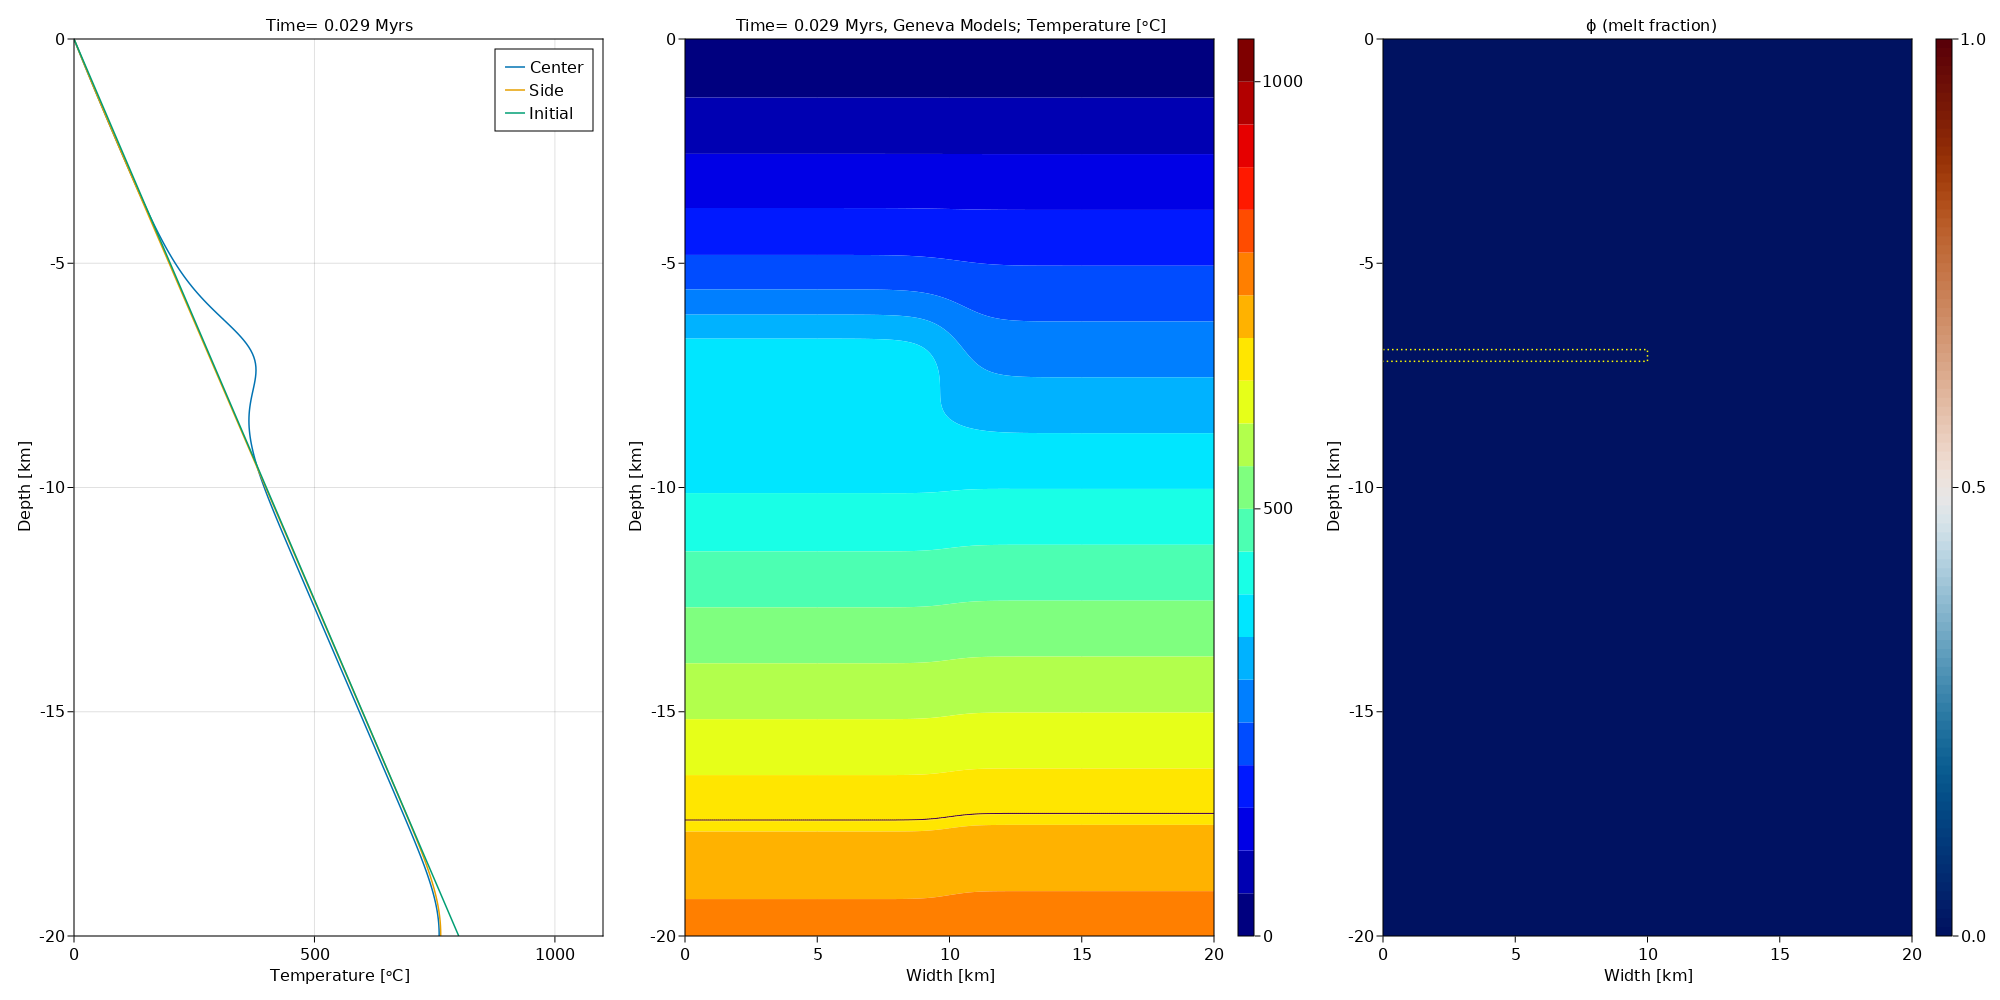 Time= 0.029 Myrs
Center
Side
Initial
0
-5
-10
-15
-20
Depth [km]
0
500
1000
Temperature [°C]
Time= 0.029 Myrs, Geneva Models; Temperature [°C]
0
-5
-10
-15
-20
Depth [km]
0
5
10
15
20
Width [km]
1000
500
0
ϕ (melt fraction)
0
-5
-10
-15
-20
Depth [km]
0
5
10
15
20
Width [km]
1.0
0.5
0.0